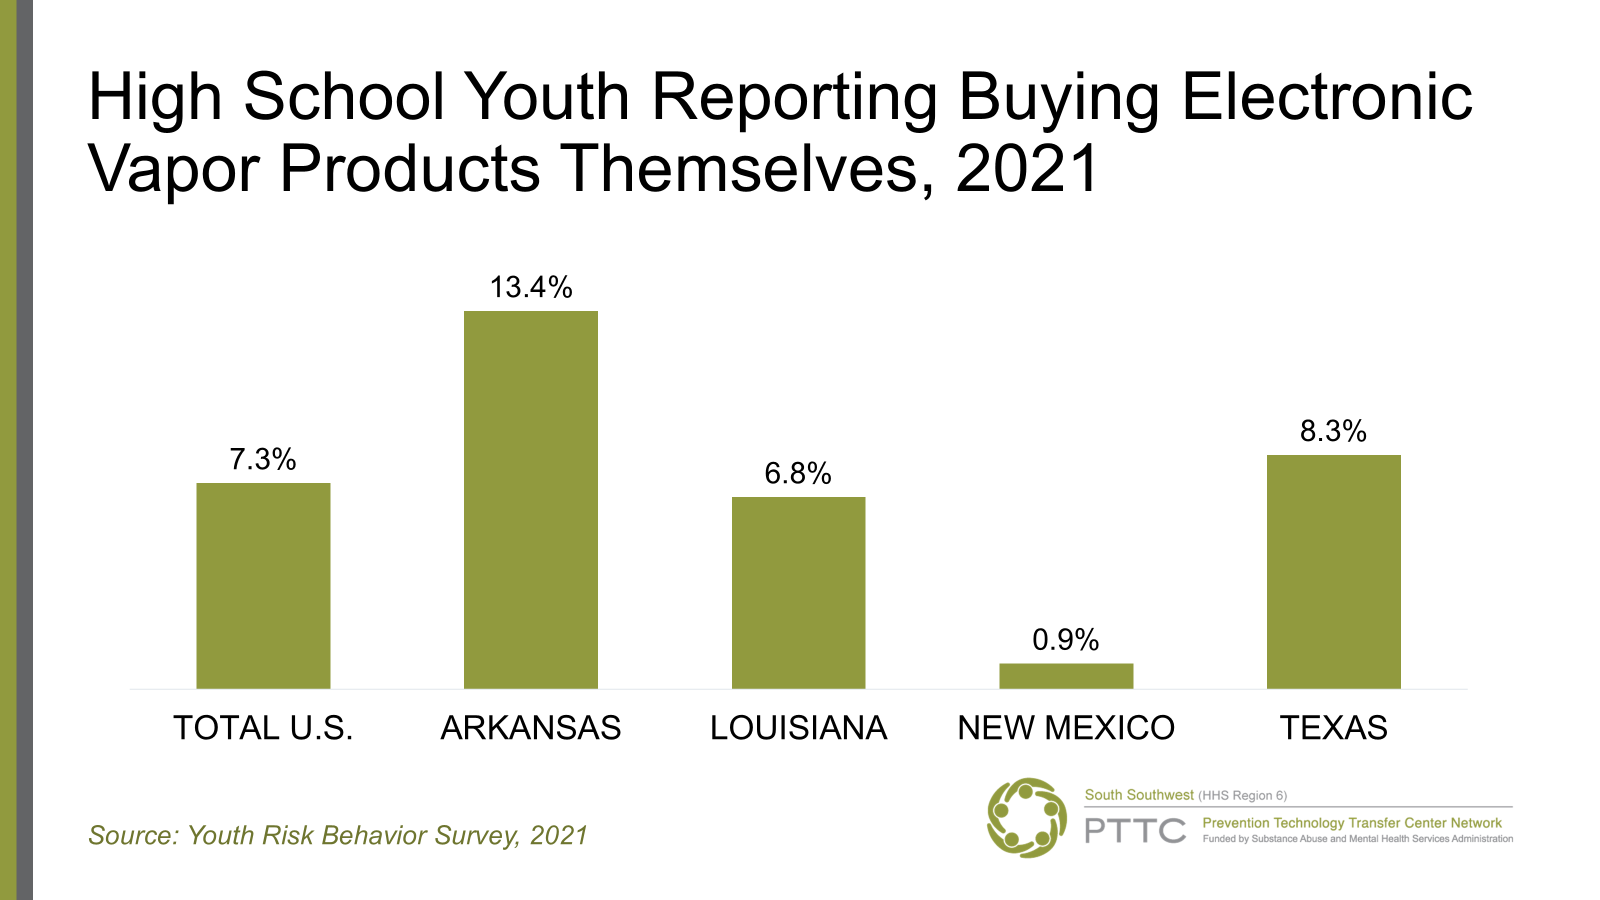 High School Youth Reporting Buying Electronic
Vapor Products Themselves, 2021
13.4%
7.3%
6.8%
0.9%
8.3%
TOTAL U.S.
ARKANSAS
LOUISIANA
NEW MEXICO
TEXAS
Source: Youth Risk Behavior Survey, 2021
South Southwest (HHS Region 6)
PTTC
Prevention Technology Transfer Center Network
Funded by Substance Abuse and Mental Health Services Administration